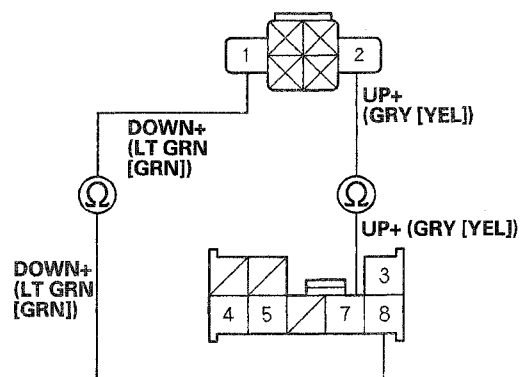 1
2
UP+
(GRY [YEL])
DOWN+
(LT GRN
[GRN])
Ω
Ω
UP+ (GRY [YEL])
DOWN+
(LT GRN
[GRN])
3
4
5
7
8